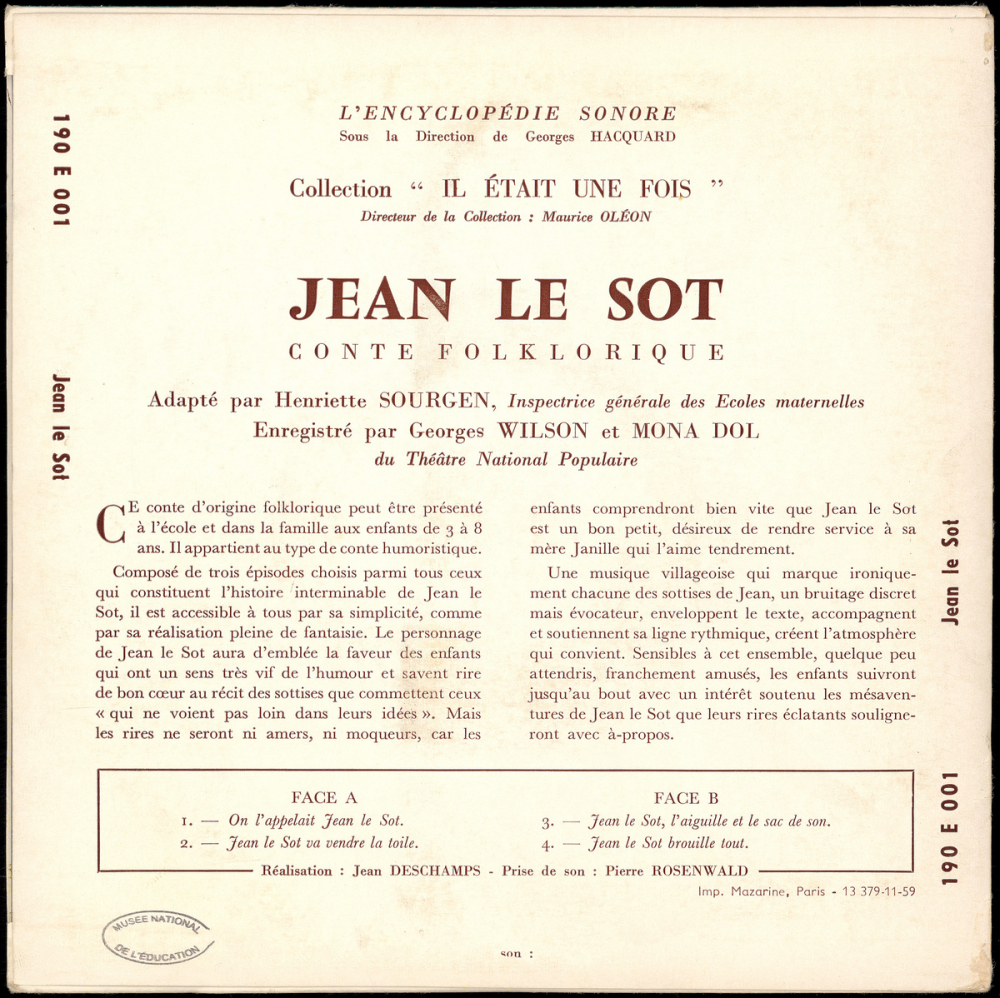 L'ENCYCLOPÉDIE SONORE
Sous la Direction de Georges HACQUARD
Collection “ IL ÉTAIT UNE FOIS ”
Directeur de la Collection : Maurice OLÉON
JEAN LE SOT
CONTE FOLKLORIQUE
Adapté par Henriette SOURGEN, Inspectrice générale des Ecoles maternelles
Enregistré par Georges WILSON et MONA DOL
du Théâtre National Populaire
CE conte d'origine folklorique peut être présenté
à l'école et dans la famille aux enfants de 3 à 8
ans. Il appartient au type de conte humoristique.
Composé de trois épisodes choisis parmi tous ceux
qui constituent l'histoire interminable de Jean le
Sot, il est accessible à tous par sa simplicité, comme
par sa réalisation pleine de fantaisie. Le personnage
de Jean le Sot aura d'emblée la faveur des enfants
qui ont un sens très vif de l'humour et savent rire
de bon cœur au récit des sottises que commettent ceux
« qui ne voient pas loin dans leurs idées ». Mais
les rires ne seront ni amers, ni moqueurs, car les
enfants comprendront bien vite que Jean le Sot
est un bon petit, désireux de rendre service à sa
mère Janille qui l'aime tendrement.
Une musique villageoise qui marque ironique-
ment chacune des sottises de Jean, un bruitage discret
mais évocateur, enveloppent le texte, accompagnent
et soutiennent sa ligne rythmique, créent l'atmosphère
qui convient. Sensibles à cet ensemble, quelque peu
attendris, franchement amusés, les enfants suivront
jusqu'au bout avec un intérêt soutenu les mésaven-
tures de Jean le Sot que leurs rires éclatants souligne-
ront avec à-propos.
FACE A
1. — On l'appelait Jean le Sot.
2. — Jean le Sot va vendre la toile.
FACE B
3. — Jean le Sot, l'aiguille et le sac de son.
4. — Jean le Sot brouille tout.
Réalisation : Jean DESCHAMPS - Prise de son : Pierre ROSENWALD
Imp. Mazarine, Paris - 13 379-11-59
MUSEE NATIONAL
DE L'ÉDUCATION
son :
190 E 001
Jean le Sot
Jean le Sot
190 E 001